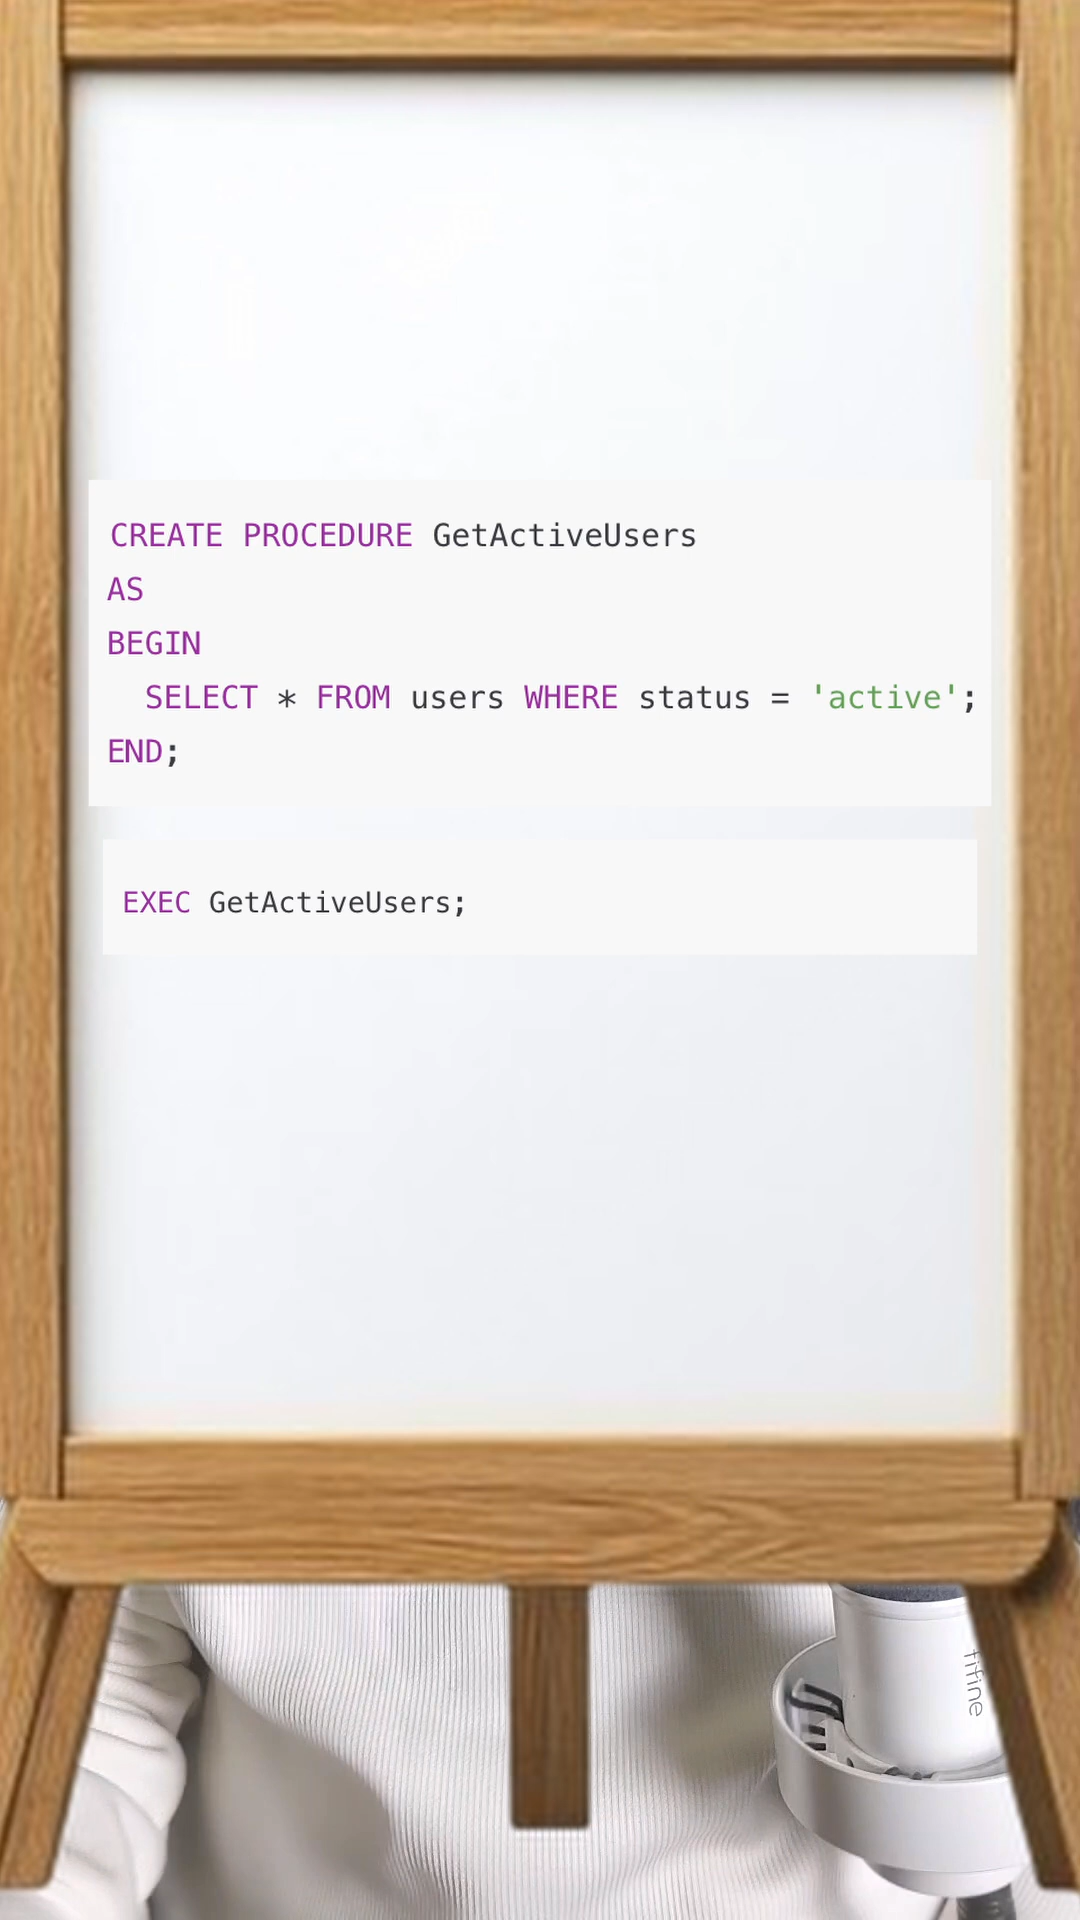 CREATE PROCEDURE GetActiveUsers
AS
BEGIN
  SELECT * FROM users WHERE status = 'active';
END;
EXEC GetActiveUsers;
fifine